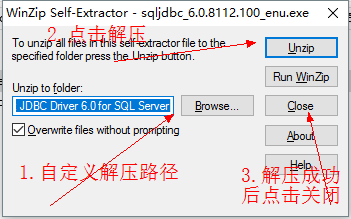 WinZip Self-Extractor - sqljdbc_6.0.8112.100_enu.exe
2. 点击解压
To unzip all files in this self-extractor file to the
specified folder press the Unzip button.
Unzip
Run WinZip
Unzip to folder:
JDBC Driver 6.0 for SQL Server
Browse...
Close
Overwrite files without prompting
About
Help
1. 自定义解压路径
3. 解压成功
后点击关闭